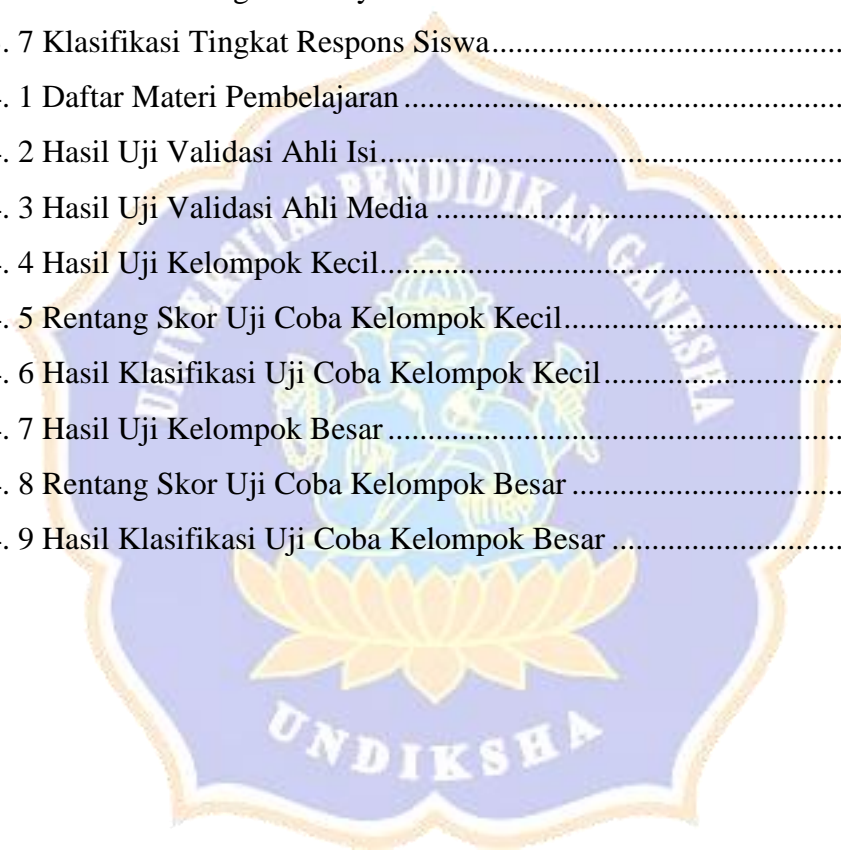 . 7 Klasifikasi Tingkat Respons Siswa
. 1 Daftar Materi Pembelajaran
. 2 Hasil Uji Validasi Ahli Isi
. 3 Hasil Uji Validasi Ahli Media
. 4 Hasil Uji Kelompok Kecil
. 5 Rentang Skor Uji Coba Kelompok Kecil
. 6 Hasil Klasifikasi Uji Coba Kelompok Kecil
. 7 Hasil Uji Kelompok Besar
. 8 Rentang Skor Uji Coba Kelompok Besar
. 9 Hasil Klasifikasi Uji Coba Kelompok Besar
UNIVERSITAS PENDIDIKAN GANESHA
UNDIKSHA